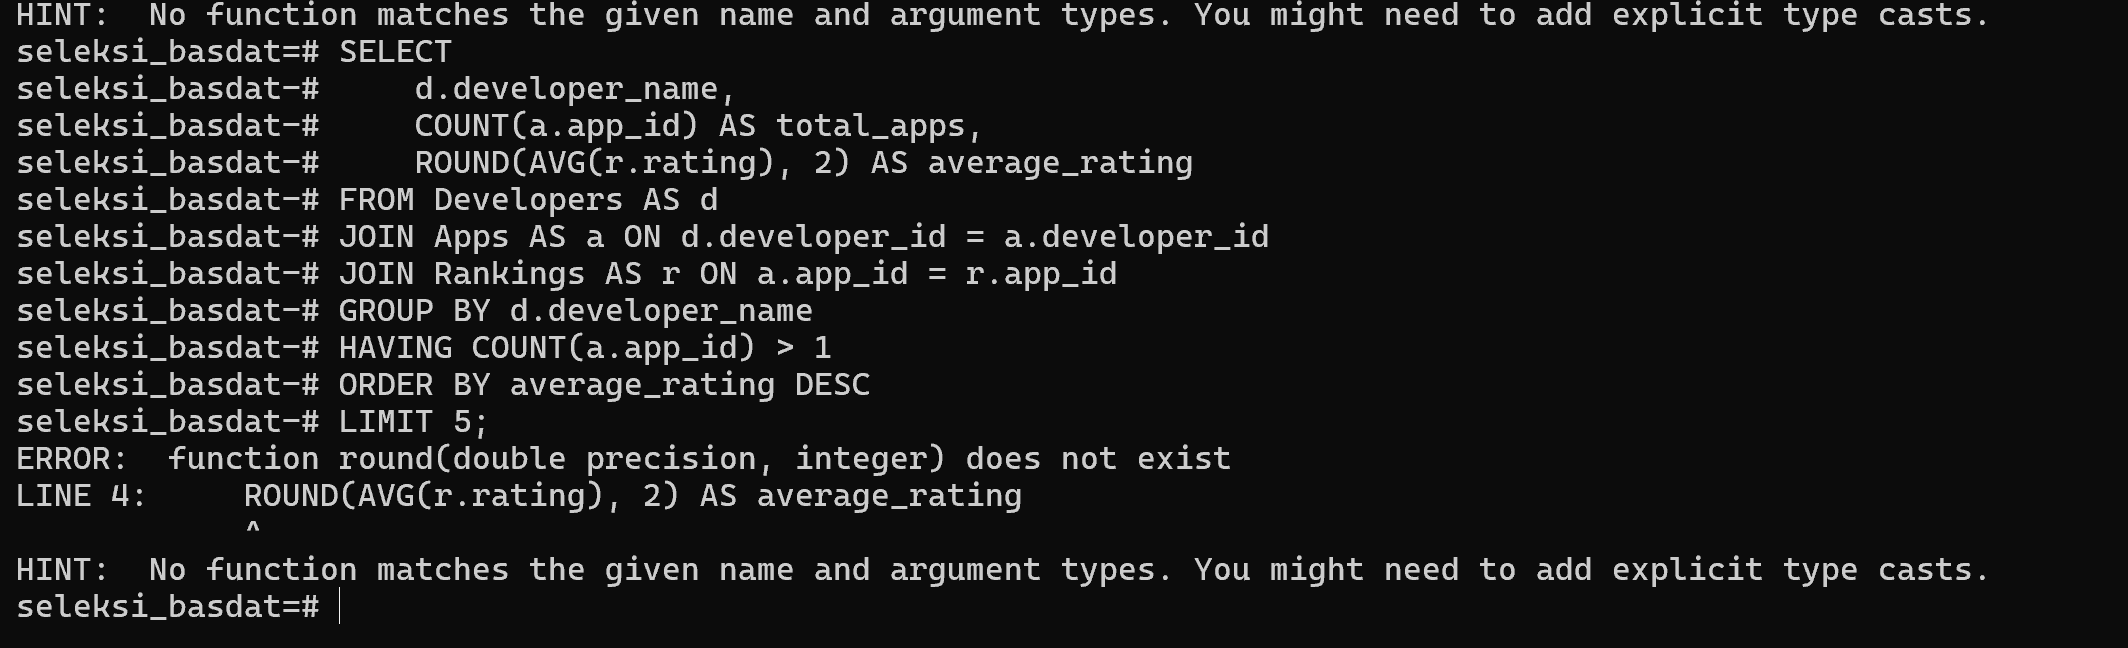 HINT:  No function matches the given name and argument types. You might need to add explicit type casts.
seleksi_basdat=# SELECT
seleksi_basdat-#     d.developer_name,
seleksi_basdat-#     COUNT(a.app_id) AS total_apps,
seleksi_basdat-#     ROUND(AVG(r.rating), 2) AS average_rating
seleksi_basdat-# FROM Developers AS d
seleksi_basdat-# JOIN Apps AS a ON d.developer_id = a.developer_id
seleksi_basdat-# JOIN Rankings AS r ON a.app_id = r.app_id
seleksi_basdat-# GROUP BY d.developer_name
seleksi_basdat-# HAVING COUNT(a.app_id) > 1
seleksi_basdat-# ORDER BY average_rating DESC
seleksi_basdat-# LIMIT 5;
ERROR:  function round(double precision, integer) does not exist
LINE 4:     ROUND(AVG(r.rating), 2) AS average_rating
            ^
HINT:  No function matches the given name and argument types. You might need to add explicit type casts.
seleksi_basdat=#